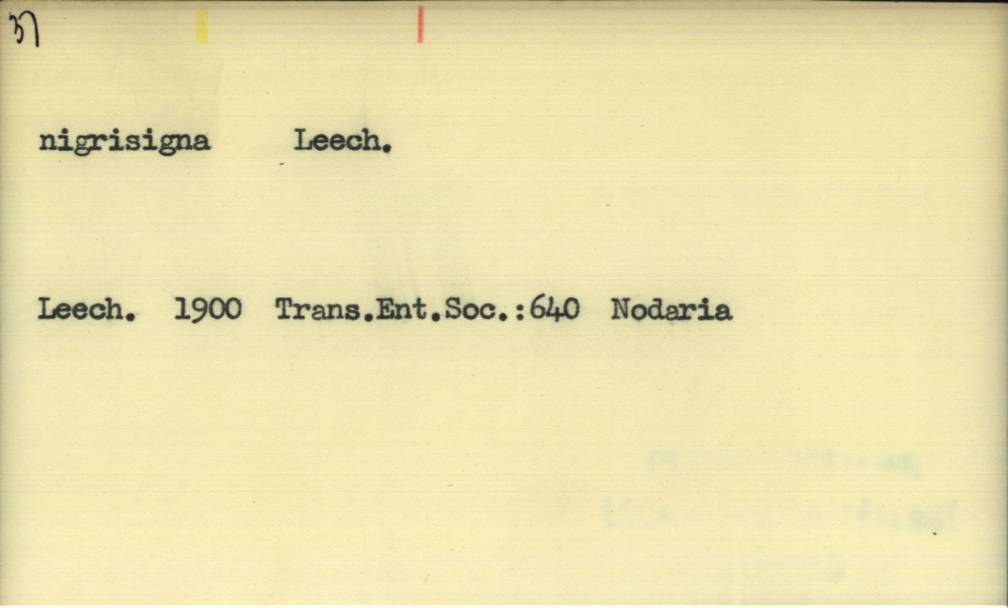 37
nigrisigna Leech.
Leech. 1900 Trans.Ent.Soc.:640 Nodaria